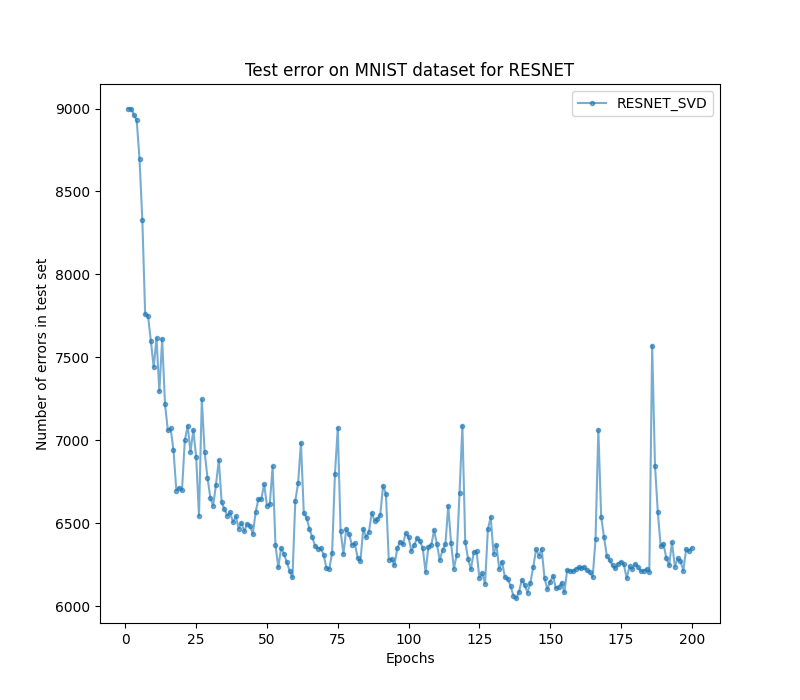 Test error on MNIST dataset for RESNET
RESNET_SVD
9000
8500
8000
7500
7000
6500
6000
Number of errors in test set
0 25 50 75 100 125 150 175 200
Epochs